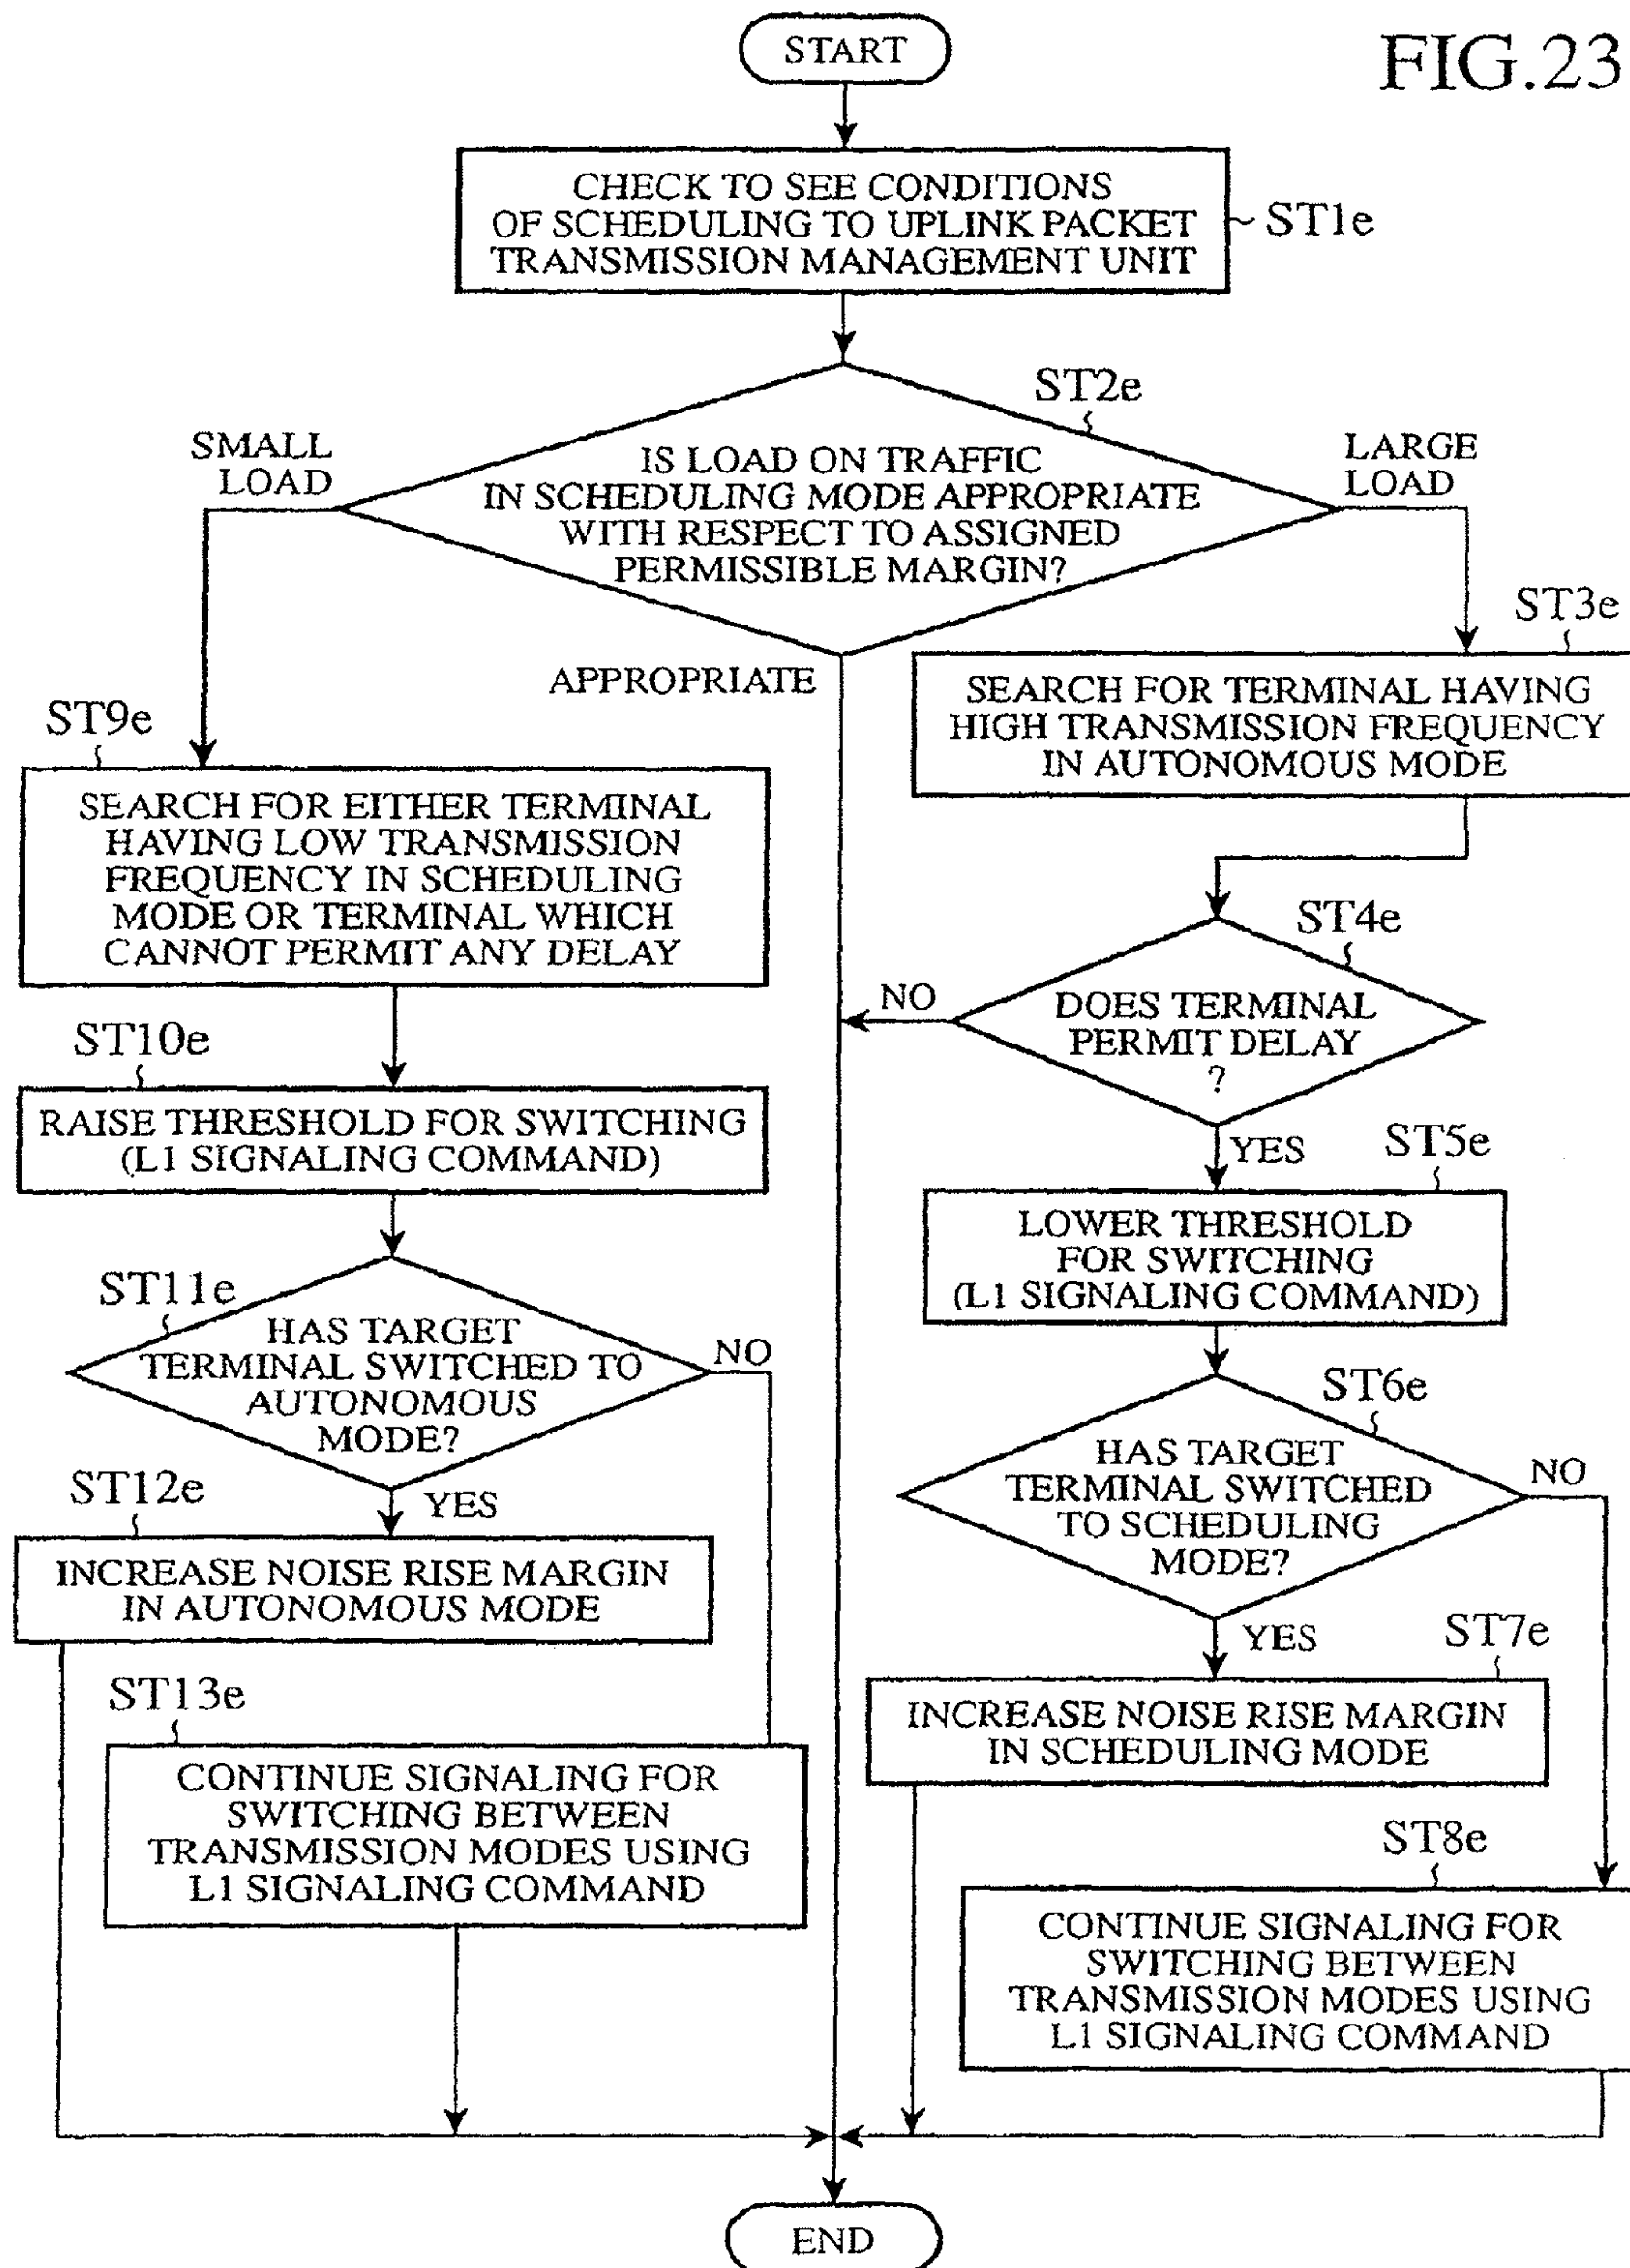 START
FIG.23
CHECK TO SEE CONDITIONS
OF SCHEDULING TO UPLINK PACKET
TRANSMISSION MANAGEMENT UNIT
ST1e
ST2e
SMALL
LOAD
IS LOAD ON TRAFFIC
IN SCHEDULING MODE APPROPRIATE
WITH RESPECT TO ASSIGNED
PERMISSIBLE MARGIN?
LARGE
LOAD
APPROPRIATE
ST3e
SEARCH FOR TERMINAL HAVING
HIGH TRANSMISSION FREQUENCY
IN AUTONOMOUS MODE
ST9e
SEARCH FOR EITHER TERMINAL
HAVING LOW TRANSMISSION
FREQUENCY IN SCHEDULING
MODE OR TERMINAL WHICH
CANNOT PERMIT ANY DELAY
ST4e
NO
DOES TERMINAL
PERMIT DELAY
?
YES
ST10e
RAISE THRESHOLD FOR SWITCHING
(L1 SIGNALING COMMAND)
ST5e
LOWER THRESHOLD
FOR SWITCHING
(L1 SIGNALING COMMAND)
ST11e
HAS TARGET
TERMINAL SWITCHED TO
AUTONOMOUS
MODE?
NO
YES
ST6e
HAS TARGET
TERMINAL SWITCHED
TO SCHEDULING
MODE?
NO
YES
ST12e
INCREASE NOISE RISE MARGIN
IN AUTONOMOUS MODE
ST7e
INCREASE NOISE RISE MARGIN
IN SCHEDULING MODE
ST13e
CONTINUE SIGNALING FOR
SWITCHING BETWEEN
TRANSMISSION MODES USING
L1 SIGNALING COMMAND
ST8e
CONTINUE SIGNALING FOR
SWITCHING BETWEEN
TRANSMISSION MODES USING
L1 SIGNALING COMMAND
END